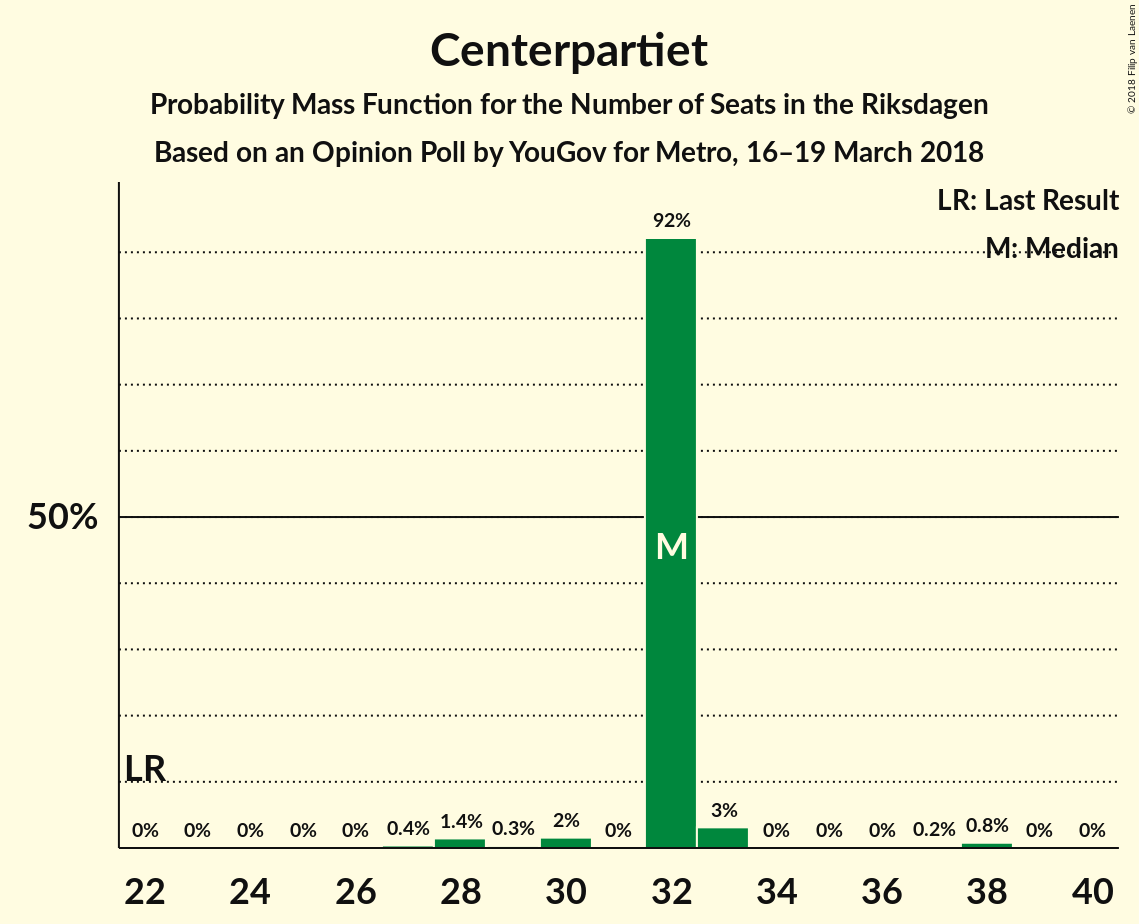 Centerpartiet
Probability Mass Function for the Number of Seats in the Riksdagen
Based on an Opinion Poll by YouGov for Metro, 16–19 March 2018
© 2018 Filip van Laenen
LR: Last Result
M: Median
50%
92%
M
LR
0% 0% 0% 0% 0% 0.4% 1.4% 0.3% 2% 0% 3% 0% 0% 0% 0.2% 0.8% 0% 0%
22 24 26 28 30 32 34 36 38 40